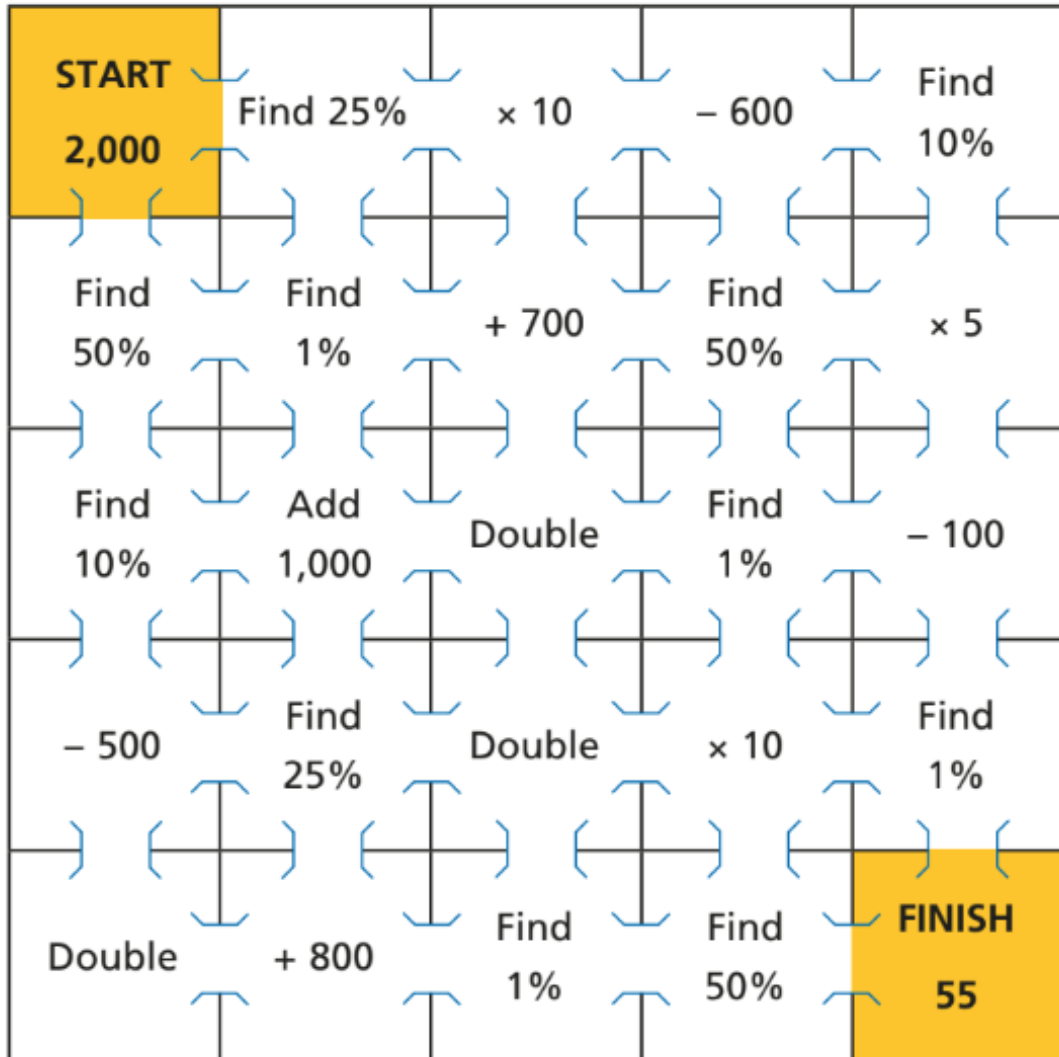 START
2,000
Find 25%
× 10
– 600
Find
10%
Find
50%
Find
1%
+ 700
Find
50%
× 5
Find
10%
Add
1,000
Double
Find
1%
– 100
– 500
Find
25%
Double
× 10
Find
1%
Double
+ 800
Find
1%
Find
50%
FINISH
55